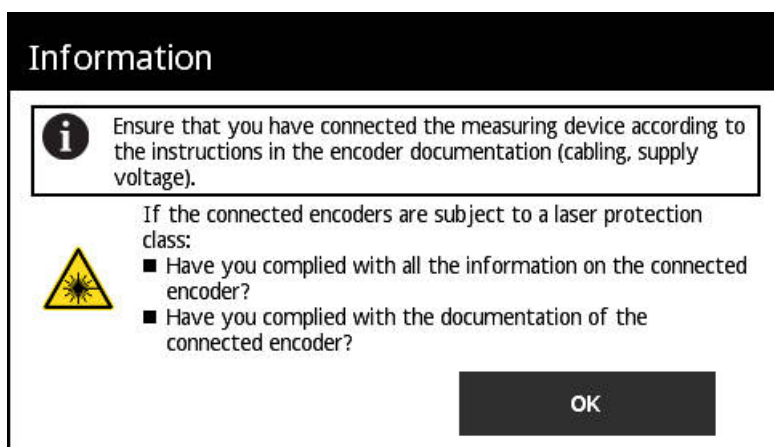 Information
Ensure that you have connected the measuring device according to
the instructions in the encoder documentation (cabling, supply
voltage).
If the connected encoders are subject to a laser protection
class:
■ Have you complied with all the information on the connected
encoder?
■ Have you complied with the documentation of the
connected encoder?
OK